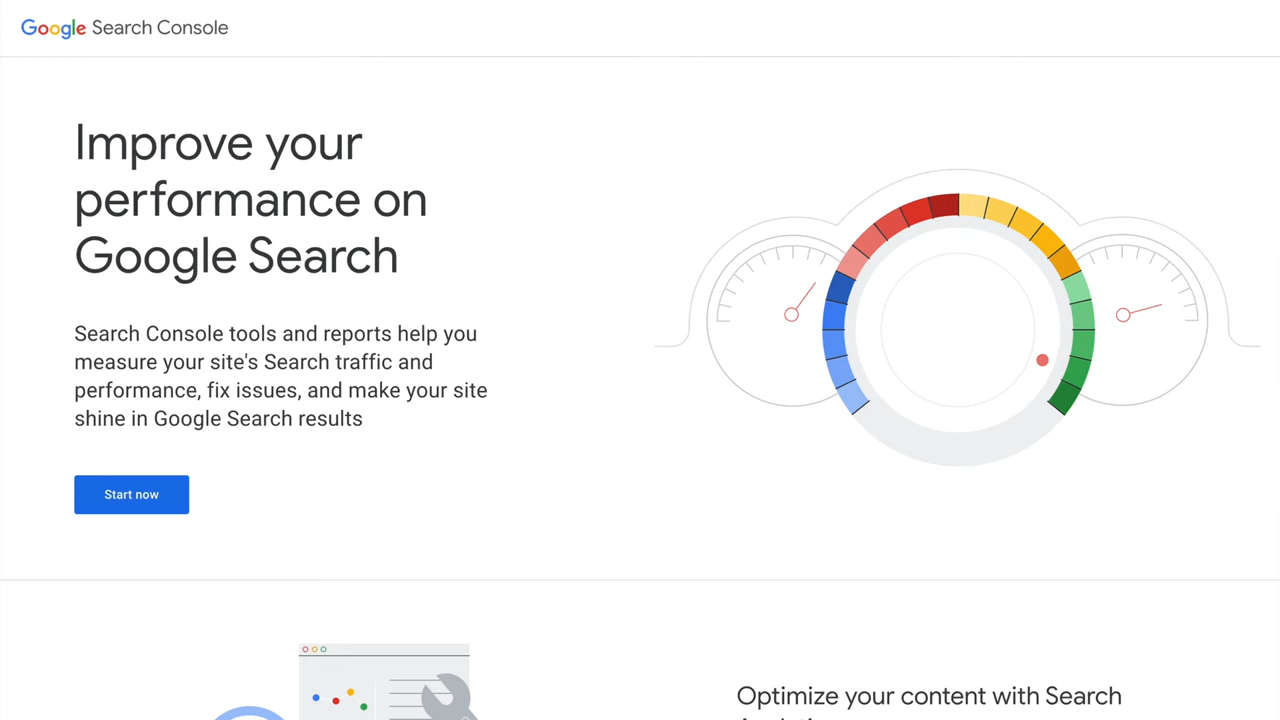 Google Search Console
Improve your
performance on
Google Search
Search Console tools and reports help you
measure your site's Search traffic and
performance, fix issues, and make your site
shine in Google Search results
Start now
Optimize your content with Search